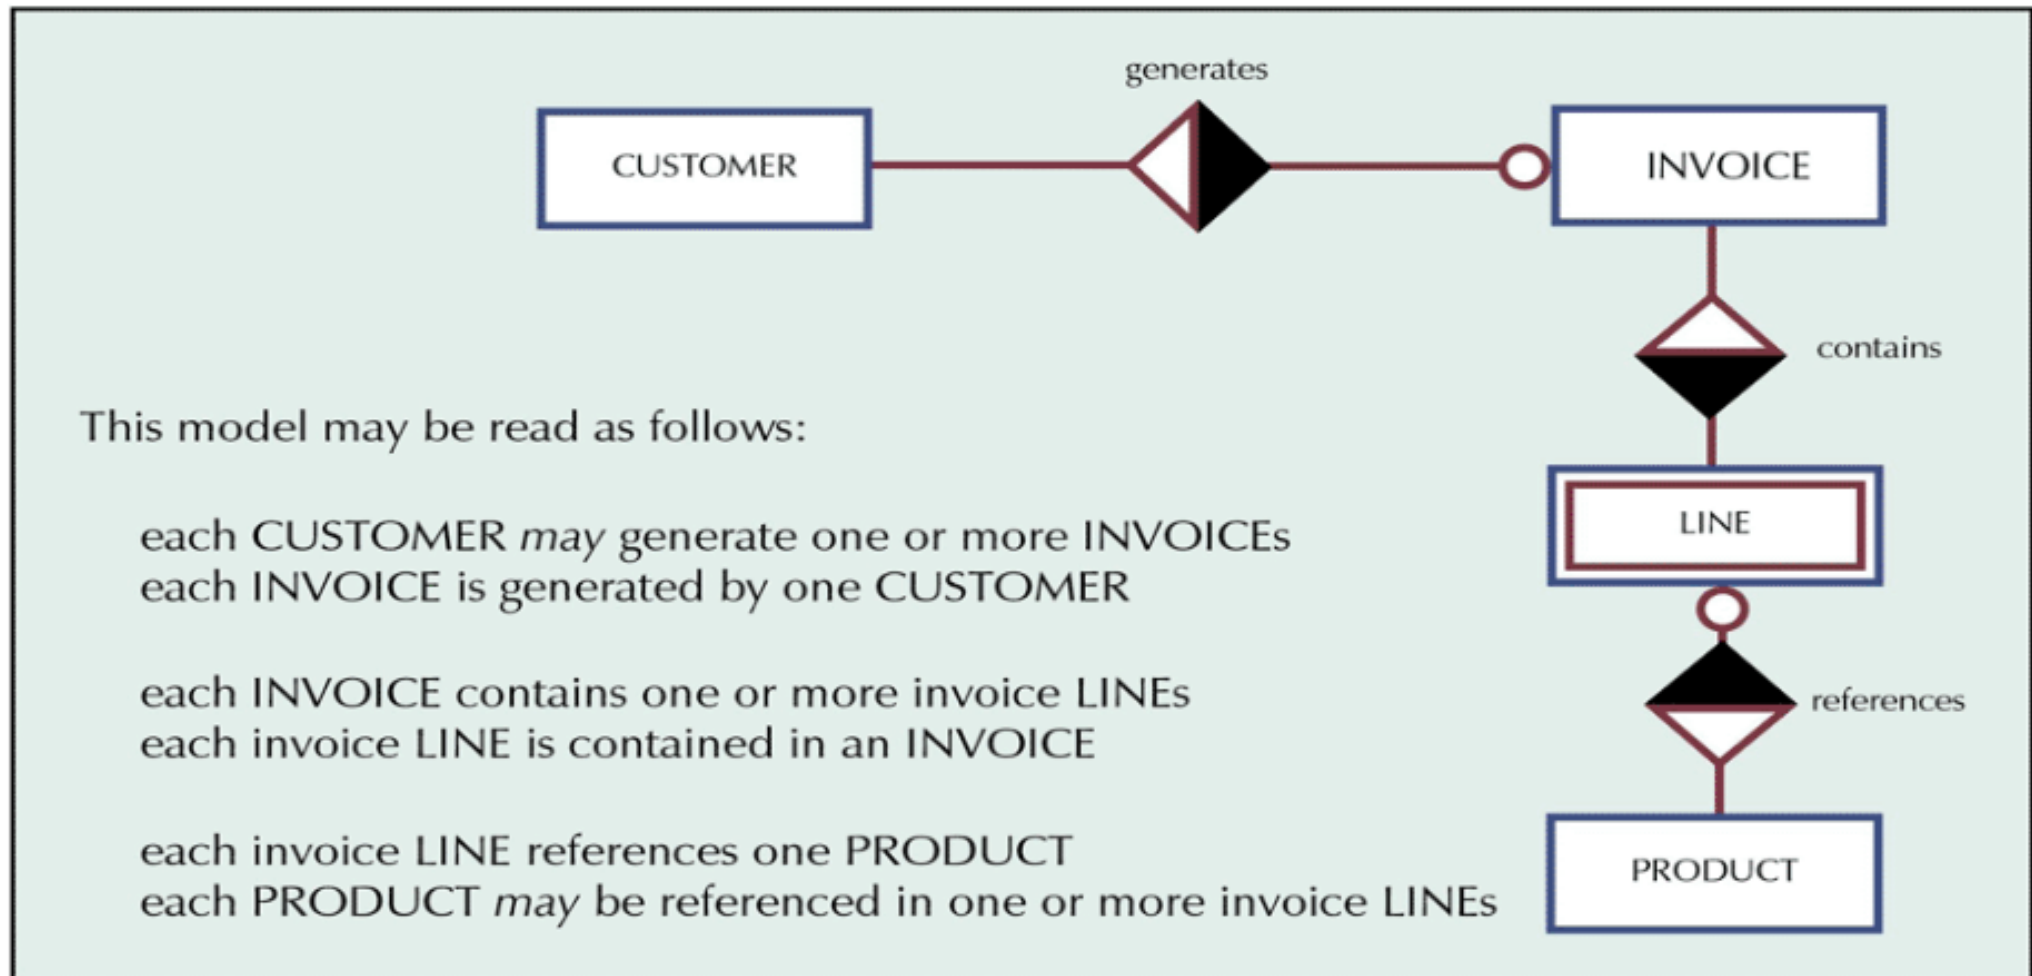 generates
CUSTOMER
INVOICE
contains
This model may be read as follows:
each CUSTOMER may generate one or more INVOICEs
LINE
each INVOICE is generated by one CUSTOMER
each INVOICE contains one or more invoice LINEs
references
each invoice LINE is contained in an INVOICE
each invoice LINE references one PRODUCT
PRODUCT
each PRODUCT may be referenced in one or more invoice LINEs